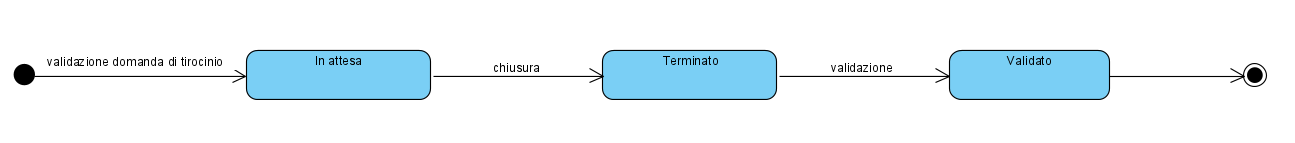 validazione domanda di tirocinio
In attesa
chiusura
Terminato
validazione
Validato